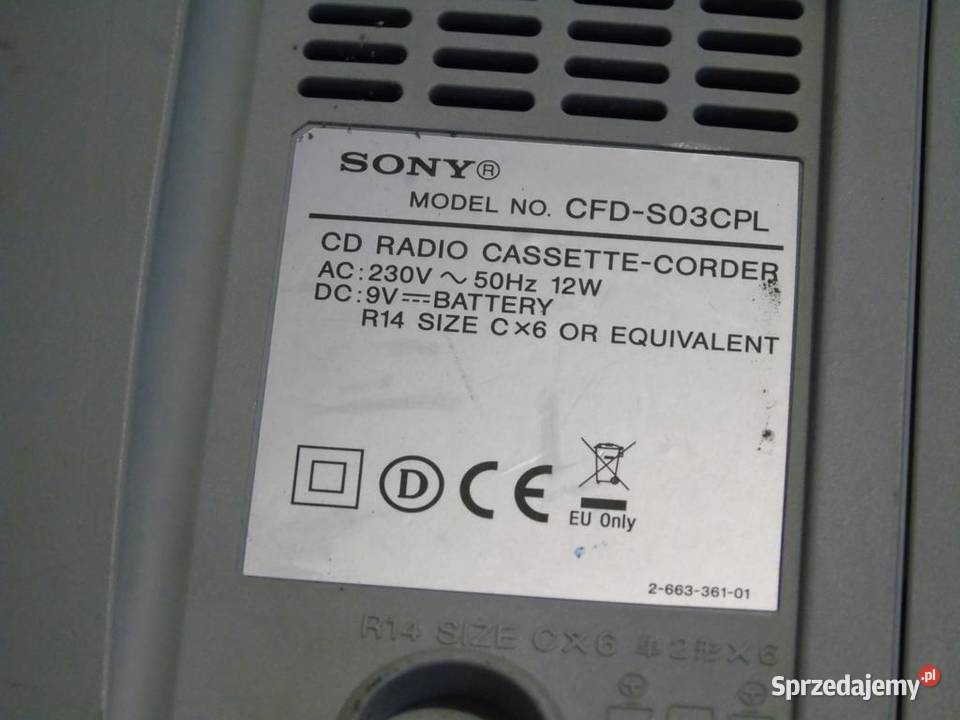 SONY®
MODEL NO. CFD-S03CPL
CD RADIO CASSETTE-CORDER
AC:230V ~ 50Hz 12W
DC:9V⎓BATTERY
R14 SIZE C×6 OR EQUIVALENT
D CE
EU Only
2-663-361-01
R14 SIZE C×6 単2形×6
Sprzedajemy.pl